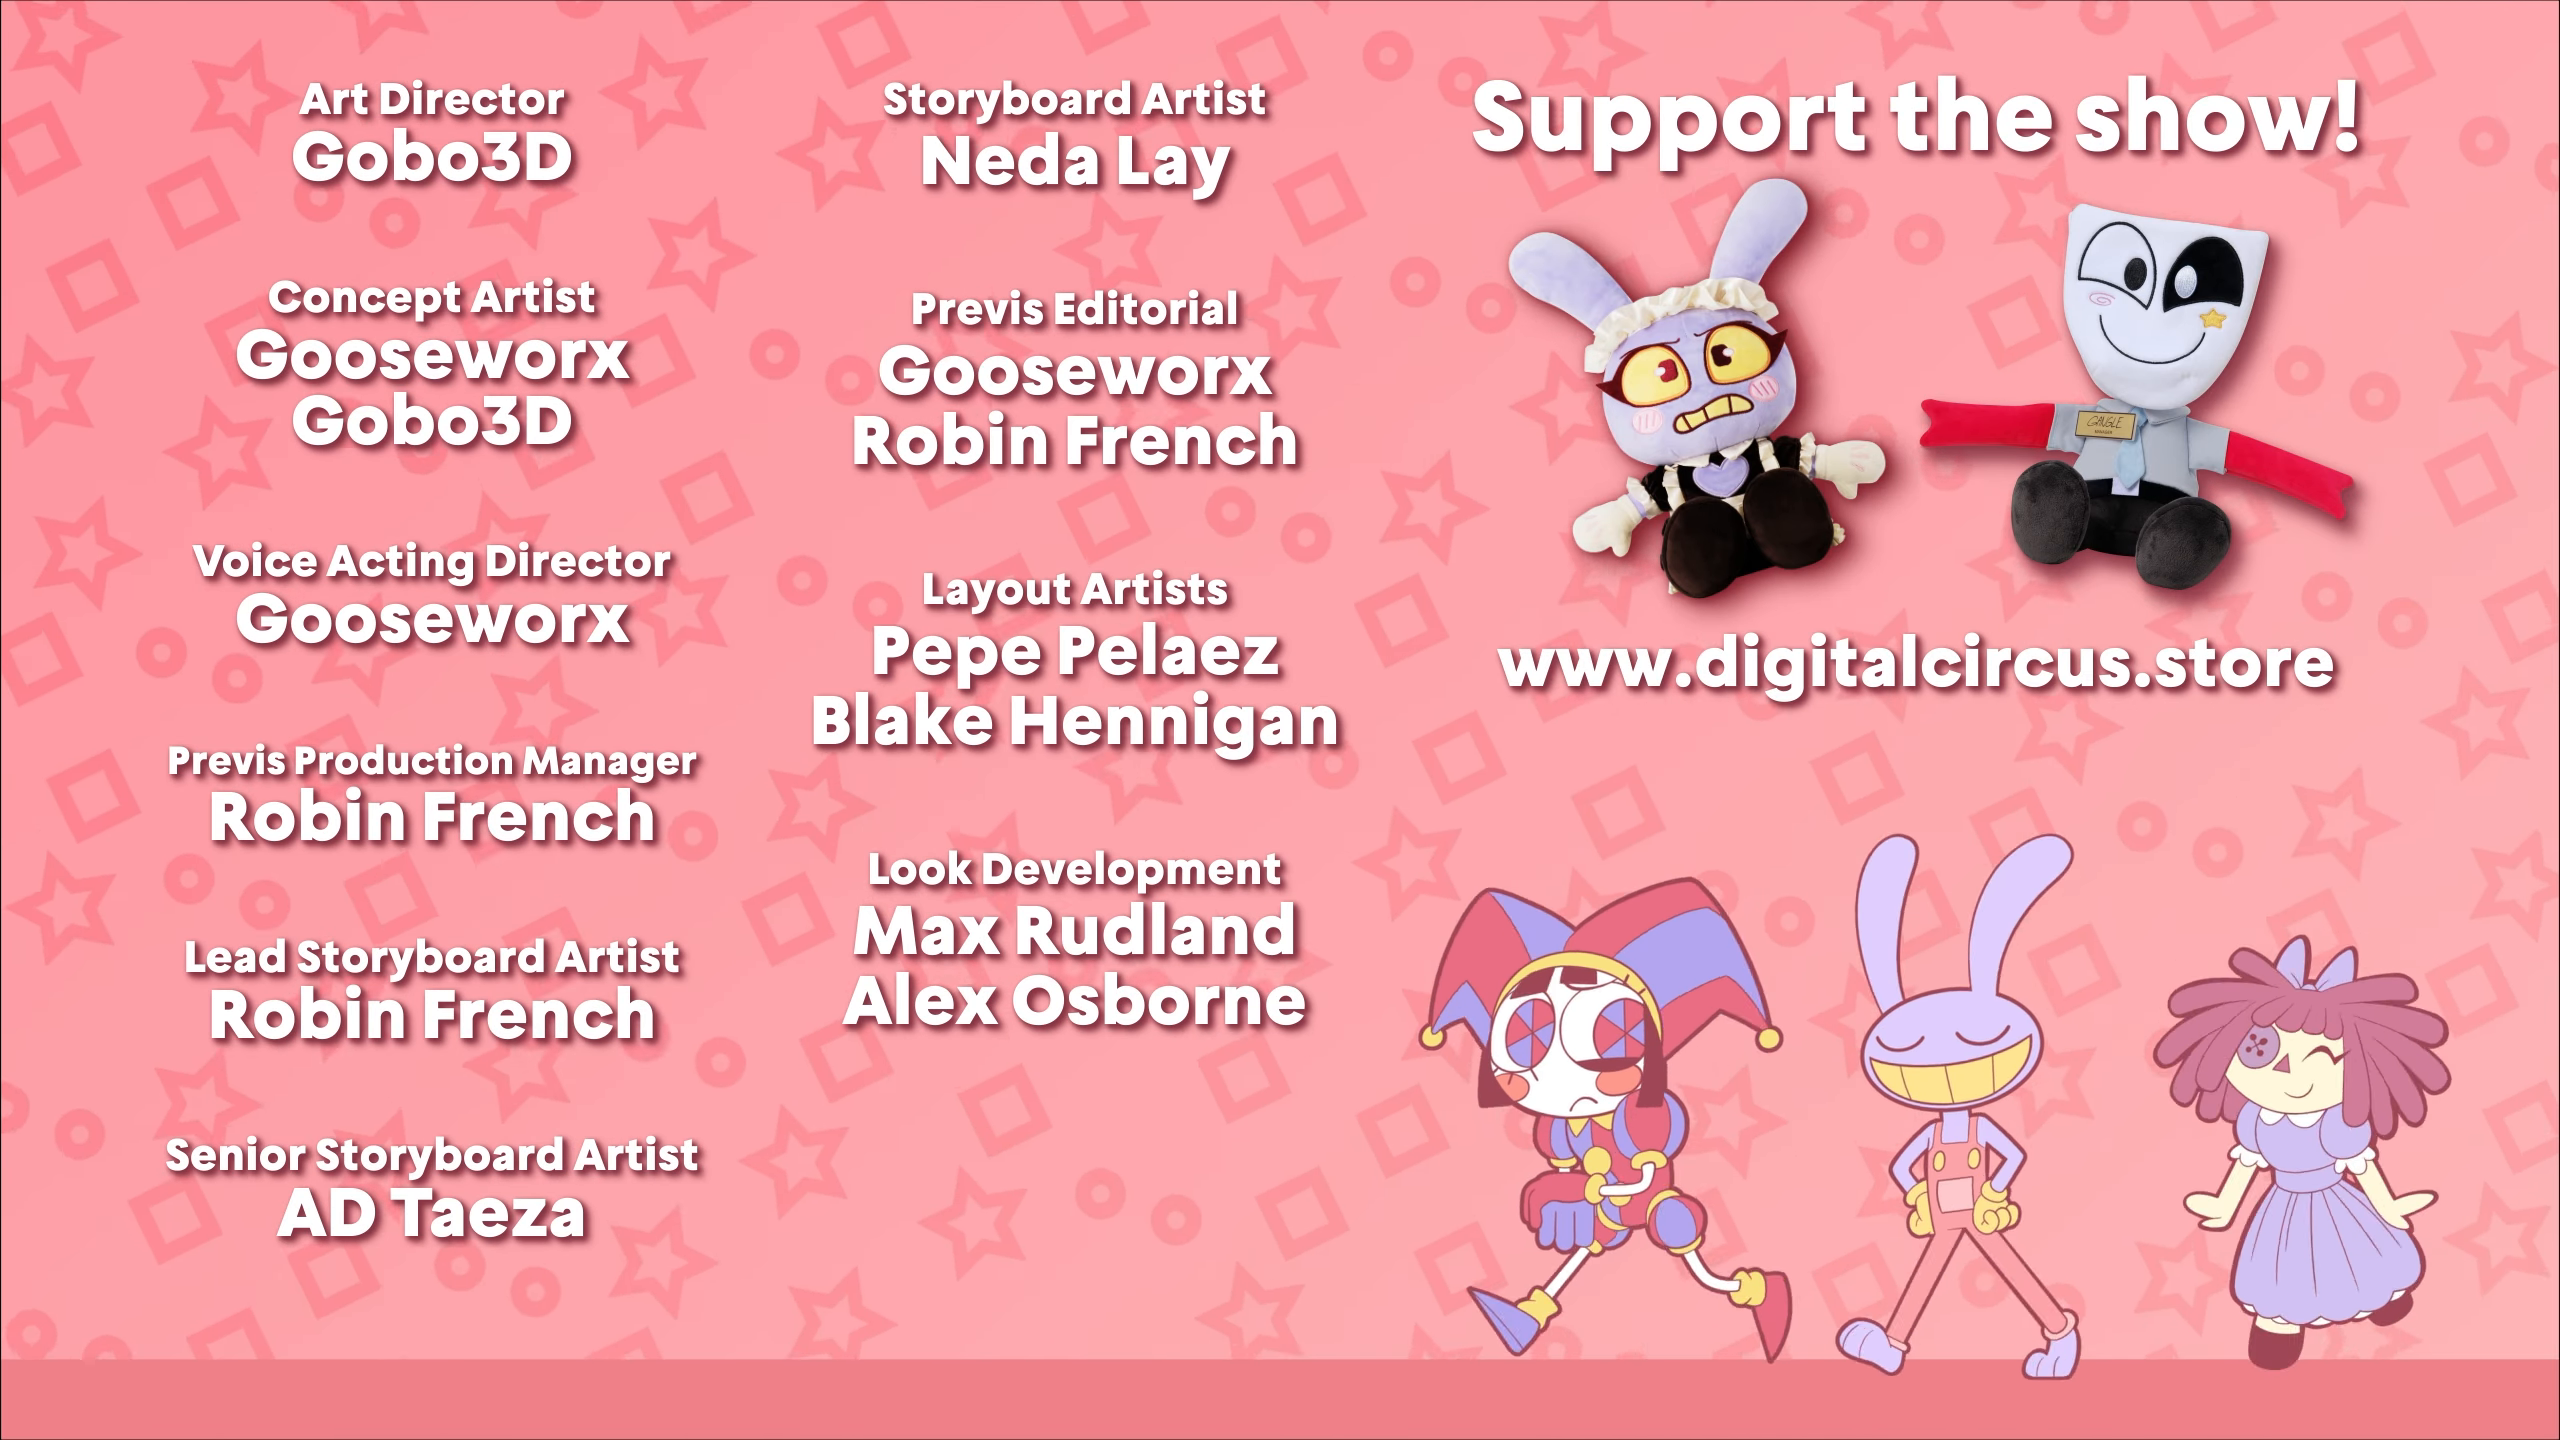 Art Director
Gobo3D
Concept Artist
Gooseworx
Gobo3D
Voice Acting Director
Gooseworx
Previs Production Manager
Robin French
Lead Storyboard Artist
Robin French
Senior Storyboard Artist
AD Taeza
Storyboard Artist
Neda Lay
Previs Editorial
Gooseworx
Robin French
Layout Artists
Pepe Pelaez
Blake Hennigan
Look Development
Max Rudland
Alex Osborne
Support the show!
GANGLE
MANAGER
www.digitalcircus.store